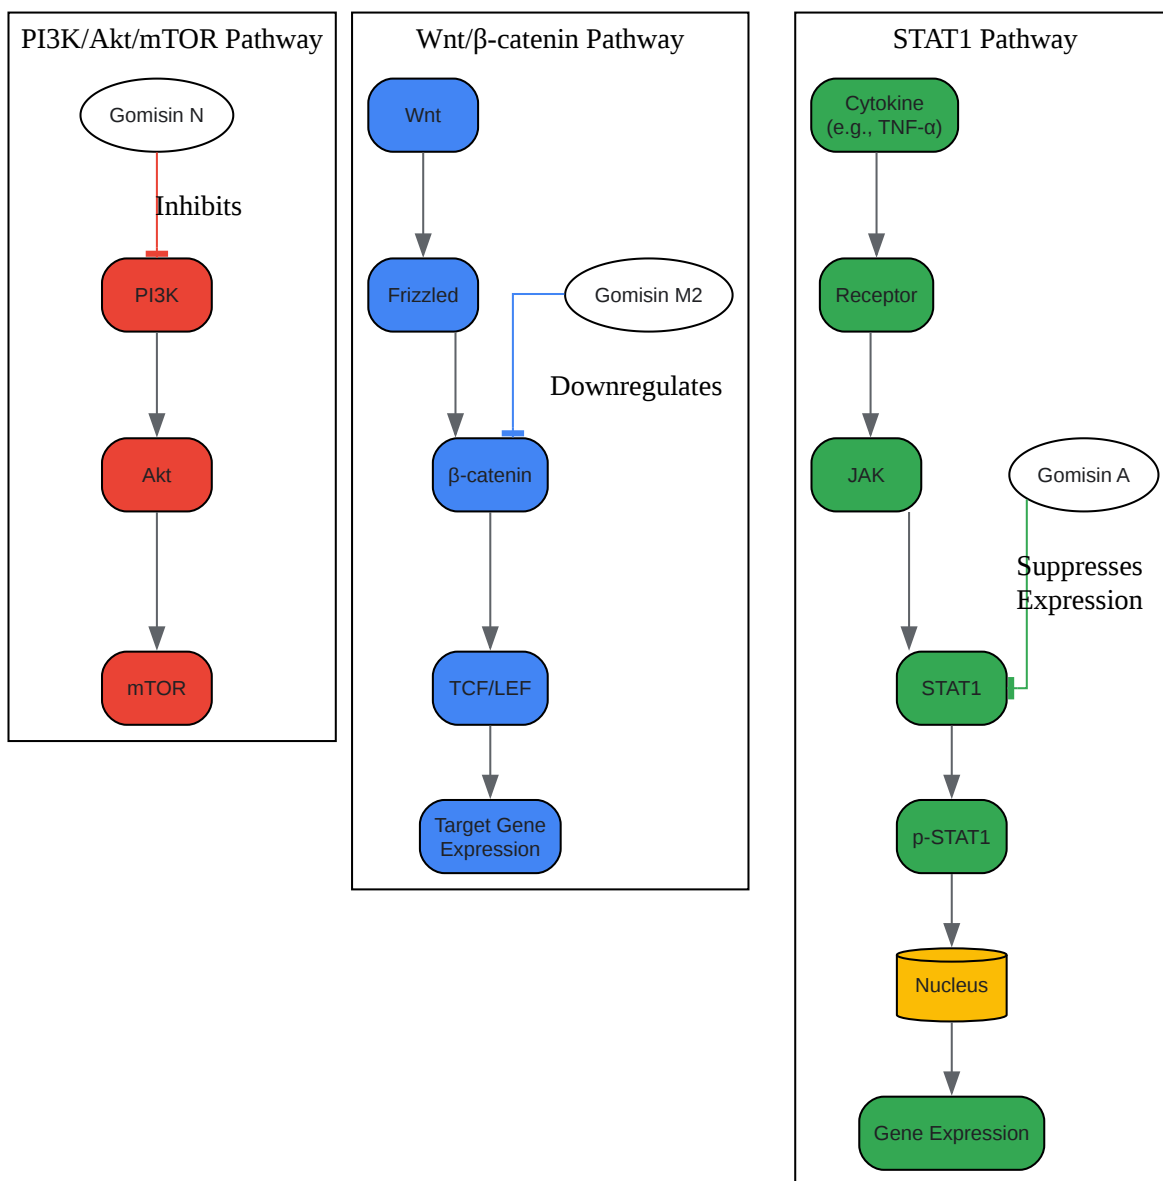 PI3K/Akt/mTOR Pathway
Gomisin N
Inhibits
PI3K
Akt
mTOR
Wnt/β-catenin Pathway
Wnt
Frizzled
Gomisin M2
Downregulates
β-catenin
TCF/LEF
Target Gene
Expression
STAT1 Pathway
Cytokine
(e.g., TNF-α)
Receptor
JAK
Gomisin A
Suppresses
Expression
STAT1
p-STAT1
Nucleus
Gene Expression